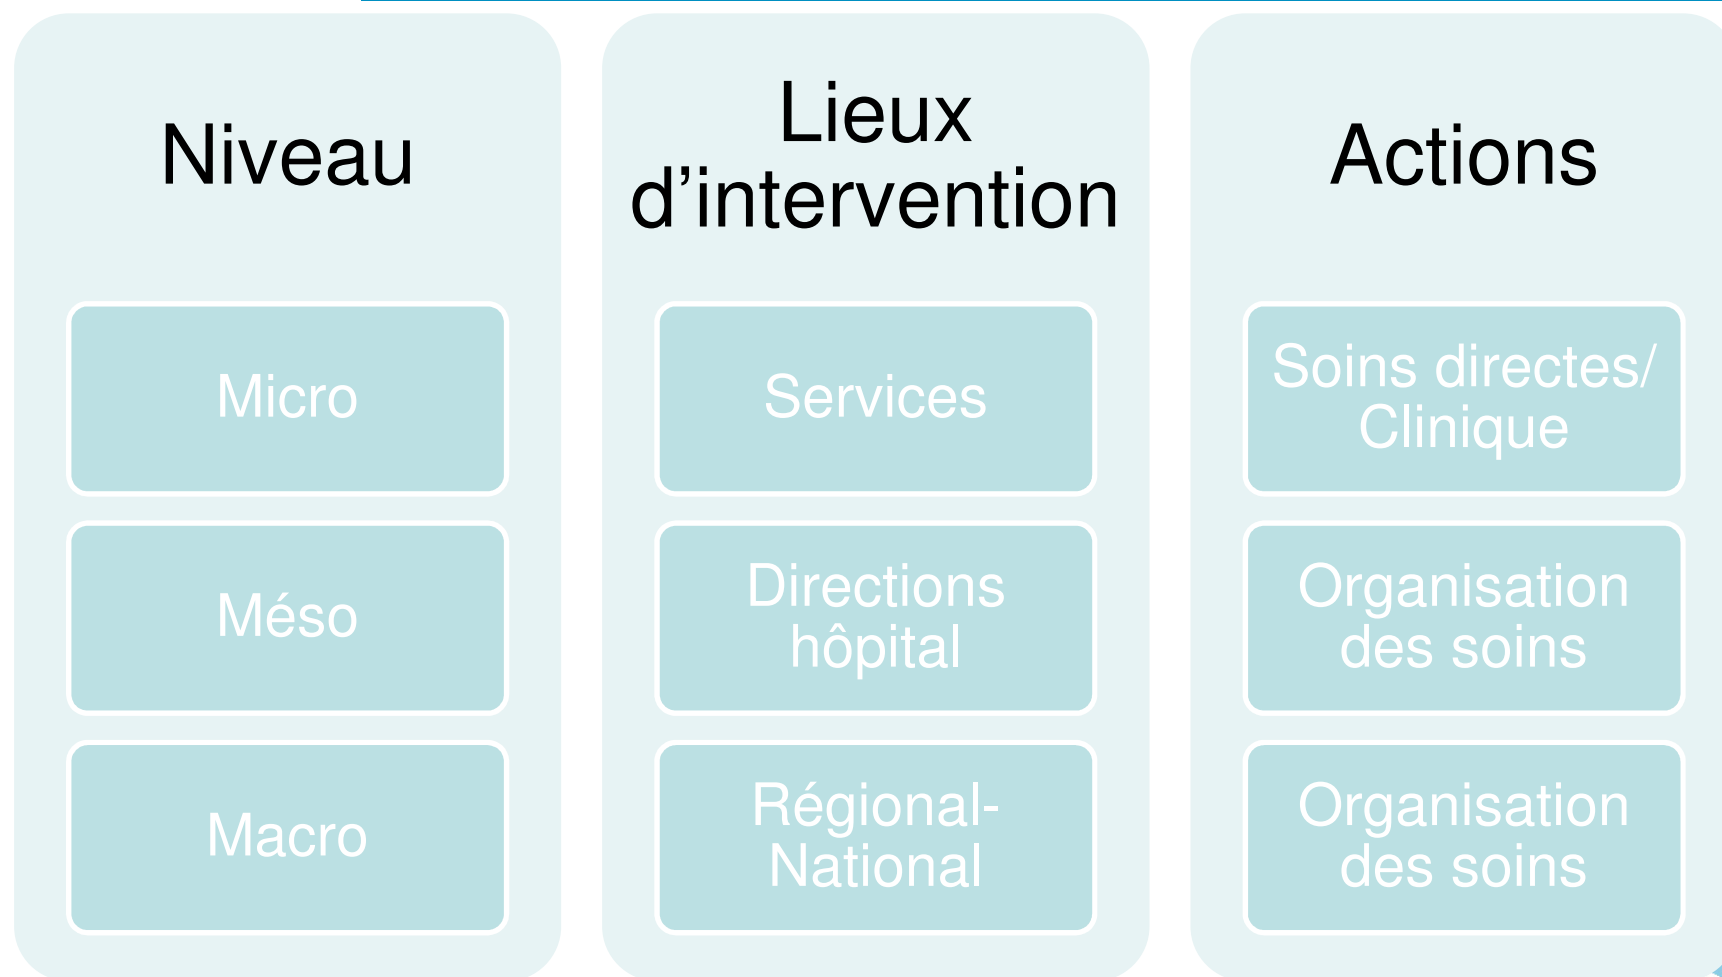 Niveau
Micro
Méso
Macro
Lieux
d’intervention
Services
Directions
hôpital
Régional-
National
Actions
Soins directes/
Clinique
Organisation
des soins
Organisation
des soins